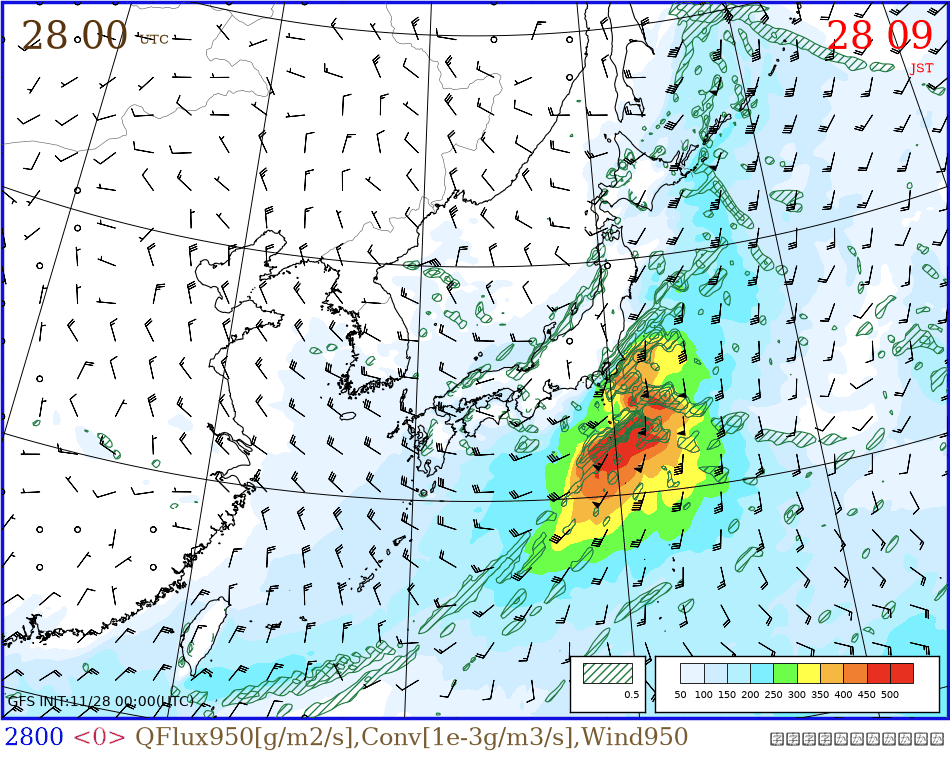 28 00 UTC
28 09
JST
0.5
50 100 150 200 250 300 350 400 450 500
GFS INIT:11/28 00:00(UTC)
2800 <0> QFlux950[g/m2/s],Conv[1e-3g/m3/s],Wind950